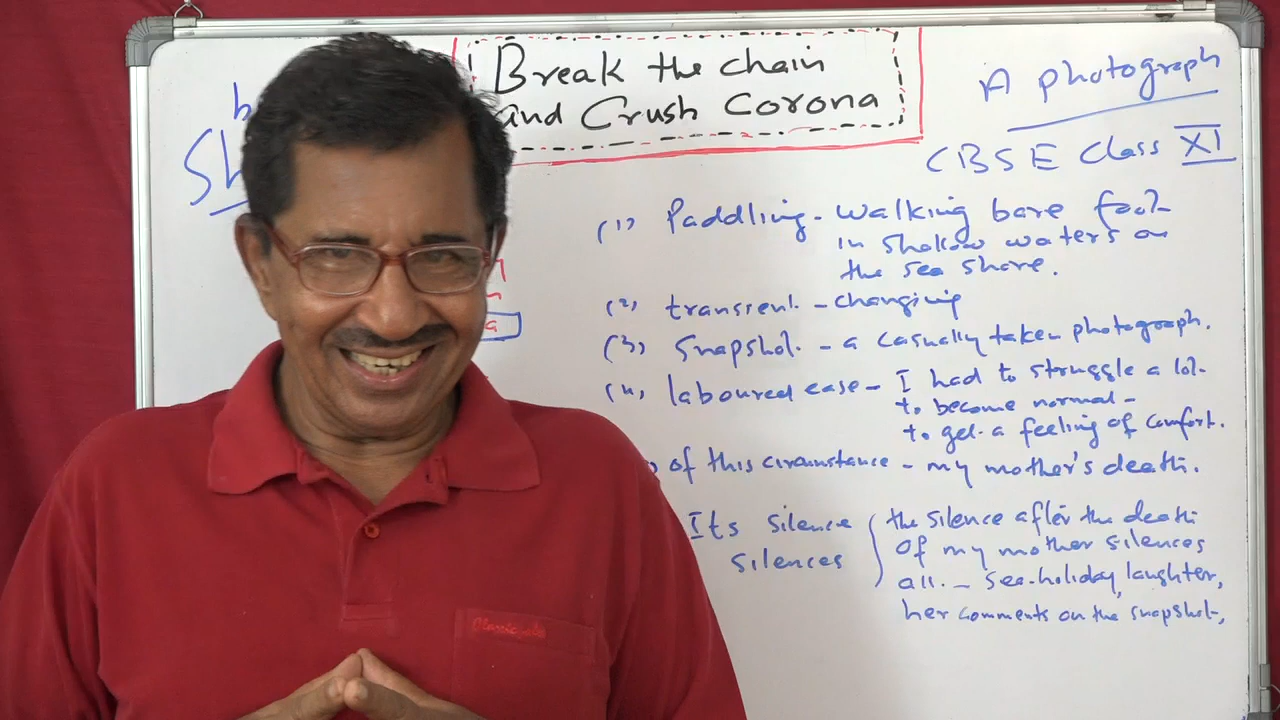 Break the chain
and Crush Corona
A photograph
CBSE Class XI
(1) Paddling - walking bare foot
in shallow waters on
the sea shore.
(2) transient - changing
(3) Snapshot - a casually taken photograph.
(4) laboured ease - I had to struggle a lot
to become normal -
to get a feeling of comfort.
of this circumstance - my mother's death.
Its silence
silences
the silence after the death
of my mother silences
all. - sea-holiday, laughter,
her comments on the snapshot,